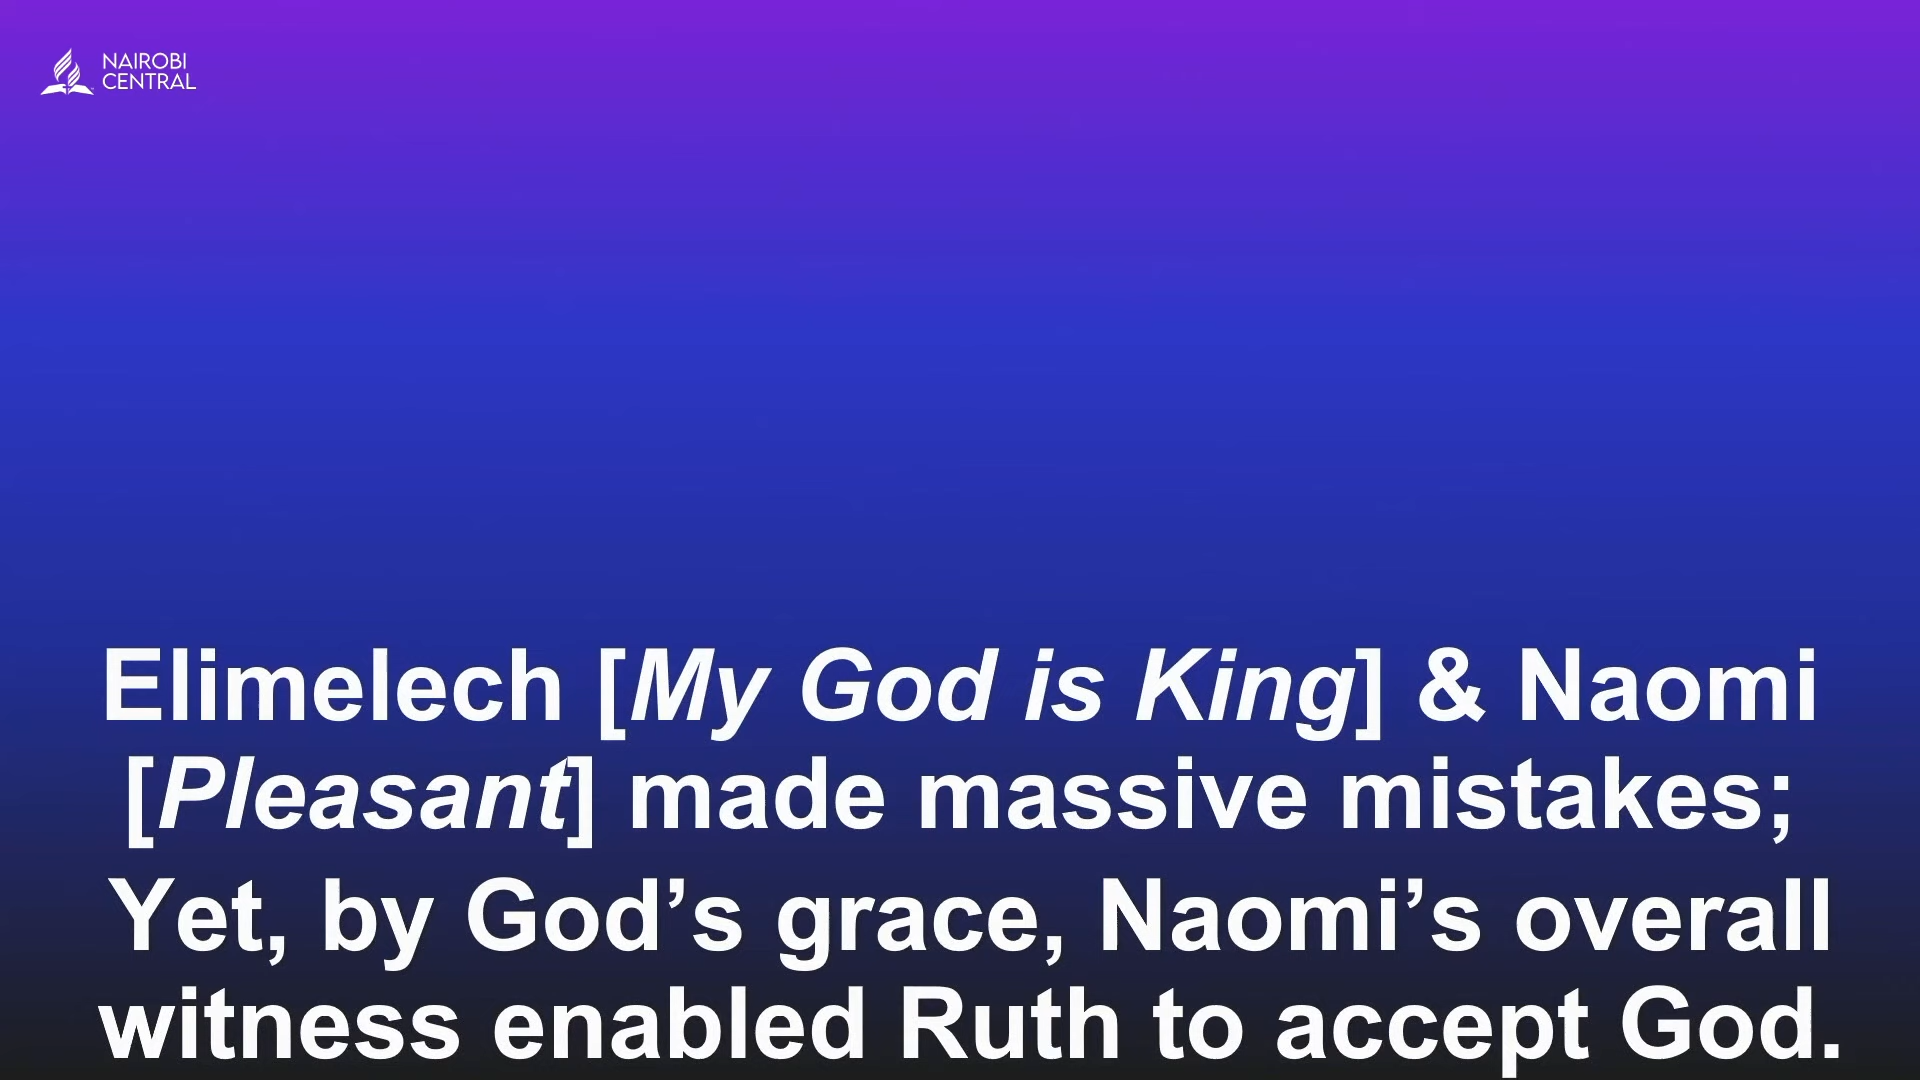 NAIROBI
CENTRAL
Elimelech [My God is King] & Naomi
[Pleasant] made massive mistakes;
Yet, by God’s grace, Naomi’s overall
witness enabled Ruth to accept God.